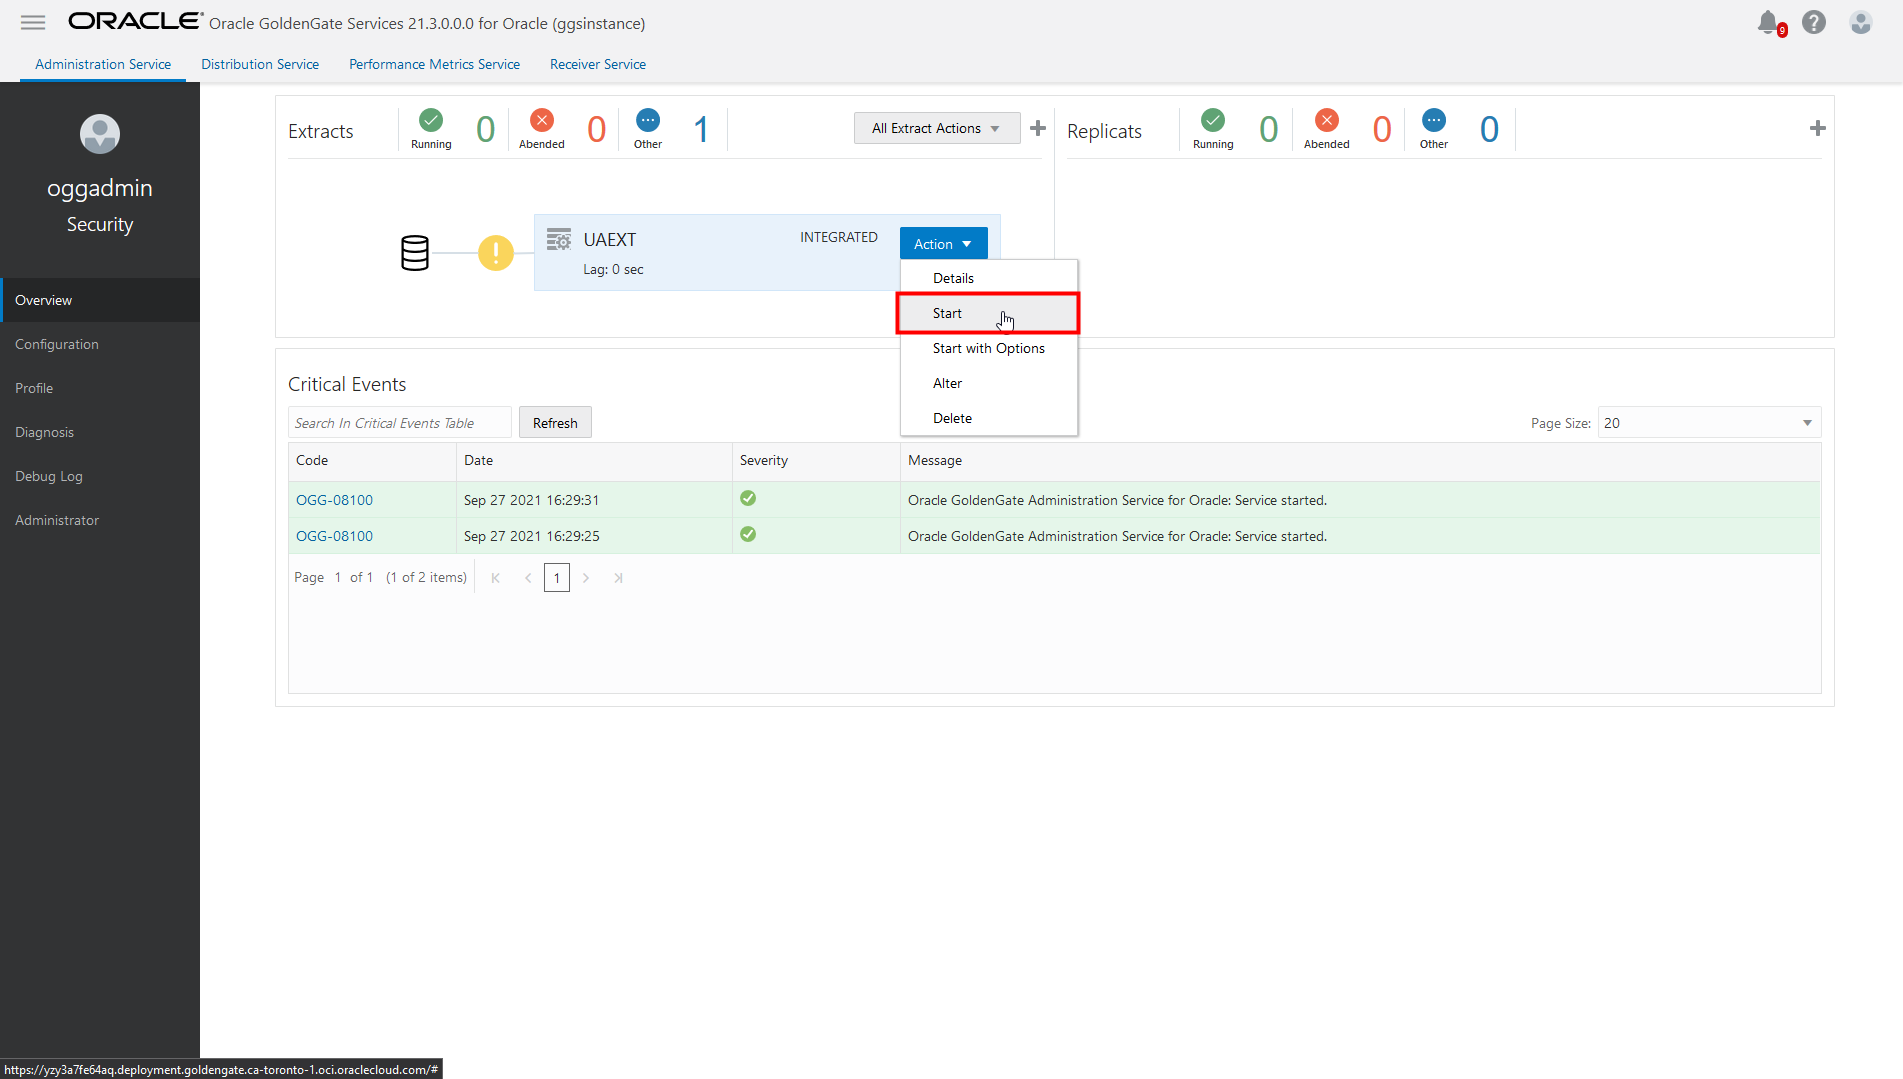 ORACLE® Oracle GoldenGate Services 21.3.0.0.0 for Oracle (ggsinstance)
9
?
Administration Service Distribution Service Performance Metrics Service Receiver Service
oggadmin
Security
Overview
Configuration
Profile
Diagnosis
Debug Log
Administrator
Extracts
Running 0
Abended 0
Other 1
All Extract Actions
Replicats
Running 0
Abended 0
Other 0
!
UAEXT INTEGRATED
Lag: 0 sec
Action
Details
Start
Start with Options
Alter
Delete
Critical Events
Search In Critical Events Table Refresh
Page Size: 20
Code Date Severity Message
OGG-08100 Sep 27 2021 16:29:31 Oracle GoldenGate Administration Service for Oracle: Service started.
OGG-08100 Sep 27 2021 16:29:25 Oracle GoldenGate Administration Service for Oracle: Service started.
Page 1 of 1 (1 of 2 items) 1
https://yzy3a7fe64aq.deployment.goldengate.ca-toronto-1.oci.oraclecloud.com/#